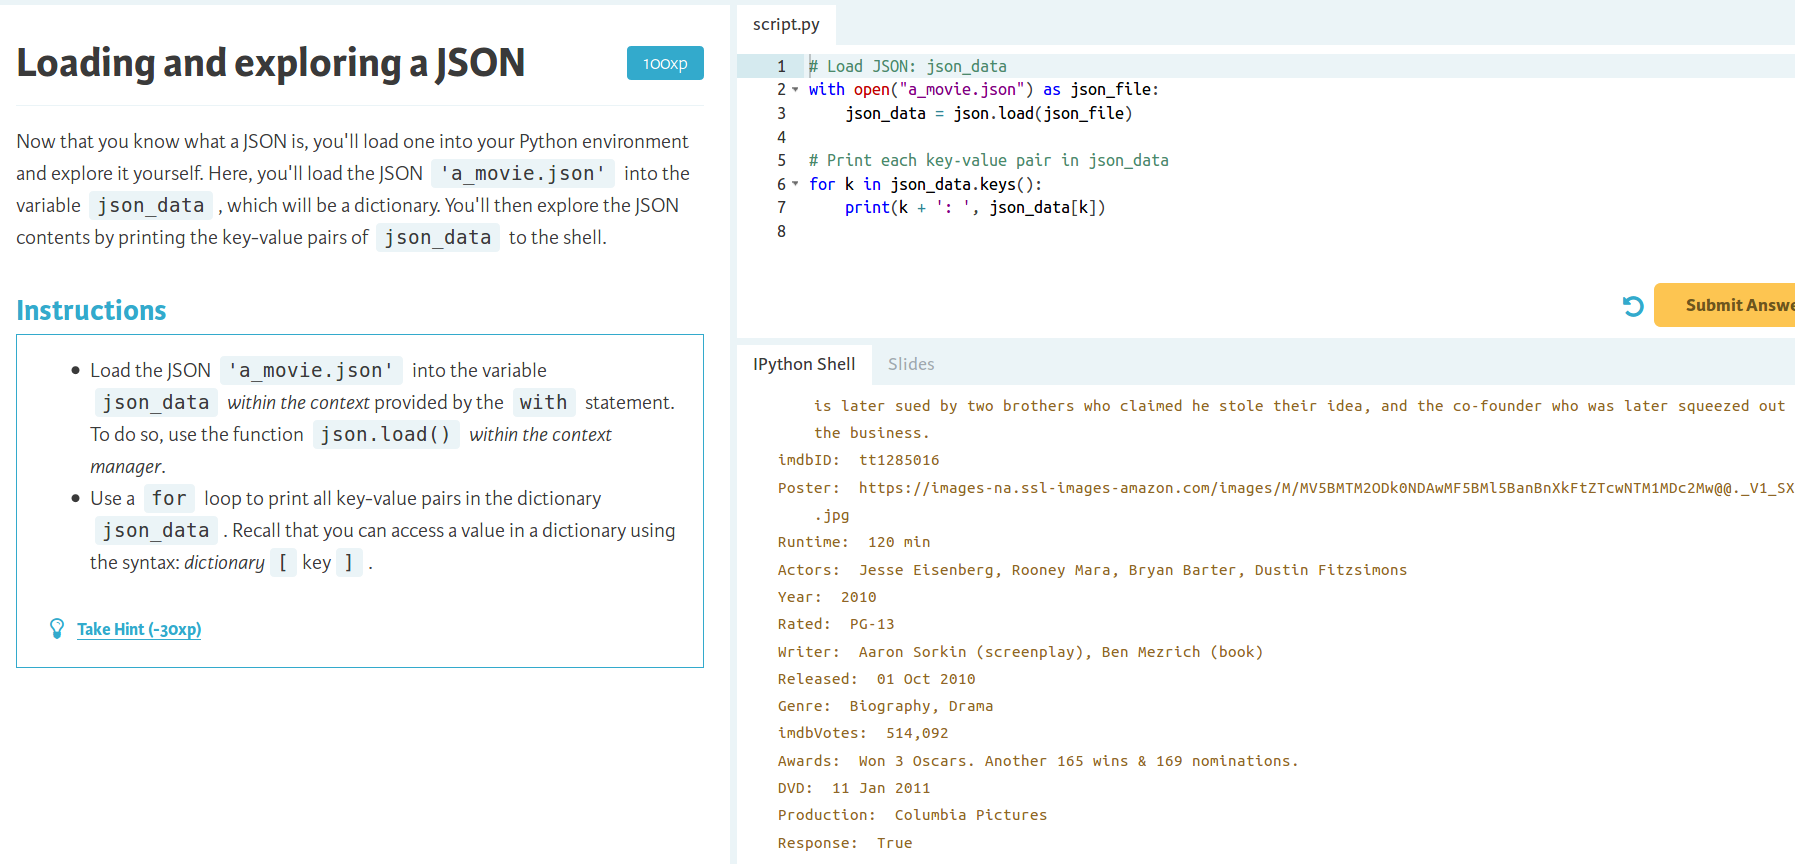 Loading and exploring a JSON
100xp
Now that you know what a JSON is, you'll load one into your Python environment
and explore it yourself. Here, you'll load the JSON 'a_movie.json' into the
variable json_data , which will be a dictionary. You'll then explore the JSON
contents by printing the key-value pairs of json_data to the shell.
Instructions
● Load the JSON 'a_movie.json' into the variable
json_data within the context provided by the with statement.
To do so, use the function json.load() within the context
manager.
● Use a for loop to print all key-value pairs in the dictionary
json_data . Recall that you can access a value in a dictionary using
the syntax: dictionary [ key ] .
Take Hint (-30xp)
script.py
1 # Load JSON: json_data
2 with open("a_movie.json") as json_file:
3     json_data = json.load(json_file)
4
5 # Print each key-value pair in json_data
6 for k in json_data.keys():
7     print(k + ': ', json_data[k])
8
Submit Answe
IPython Shell
Slides
is later sued by two brothers who claimed he stole their idea, and the co-founder who was later squeezed out
the business.
imdbID:  tt1285016
Poster:  https://images-na.ssl-images-amazon.com/images/M/MV5BMTM2ODk0NDAwMF5BMl5BanBnXkFtZTcwNTM1MDc2Mw@@._V1_SX
.jpg
Runtime:  120 min
Actors:  Jesse Eisenberg, Rooney Mara, Bryan Barter, Dustin Fitzsimons
Year:  2010
Rated:  PG-13
Writer:  Aaron Sorkin (screenplay), Ben Mezrich (book)
Released:  01 Oct 2010
Genre:  Biography, Drama
imdbVotes:  514,092
Awards:  Won 3 Oscars. Another 165 wins & 169 nominations.
DVD:  11 Jan 2011
Production:  Columbia Pictures
Response:  True